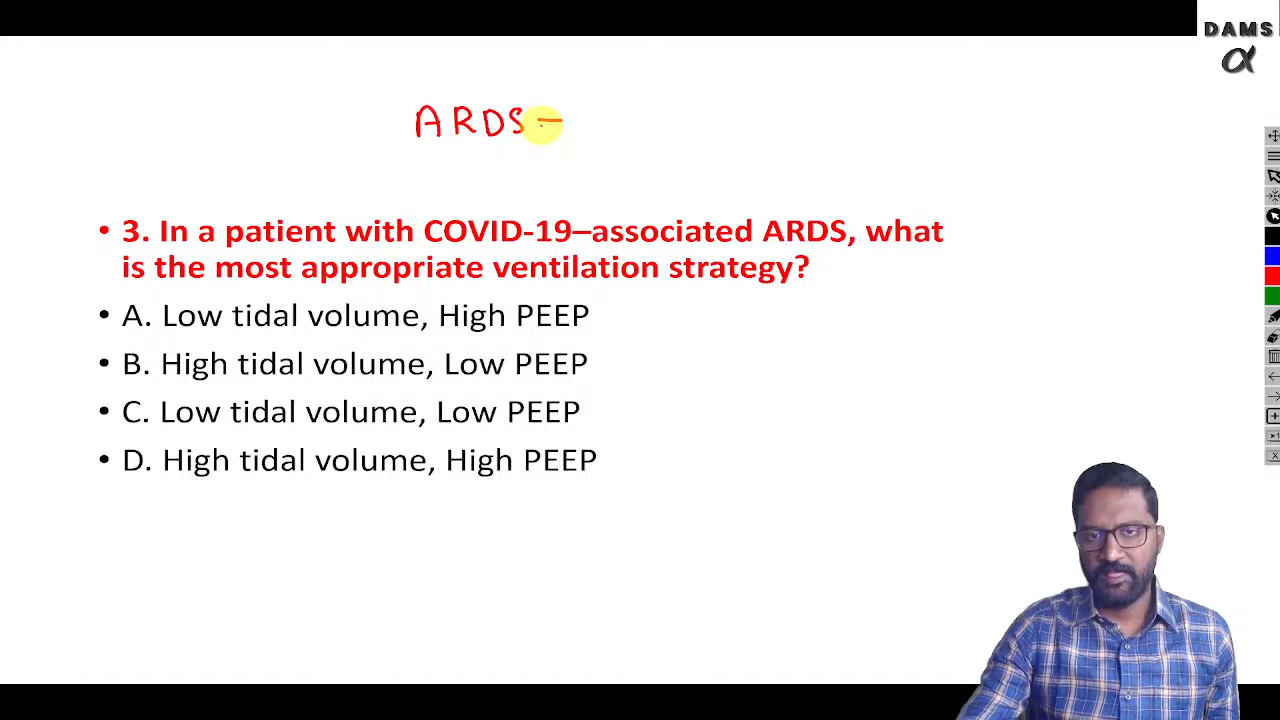 DAMS
α
ARDS –
• 3. In a patient with COVID-19–associated ARDS, what
is the most appropriate ventilation strategy?
• A. Low tidal volume, High PEEP
• B. High tidal volume, Low PEEP
• C. Low tidal volume, Low PEEP
• D. High tidal volume, High PEEP